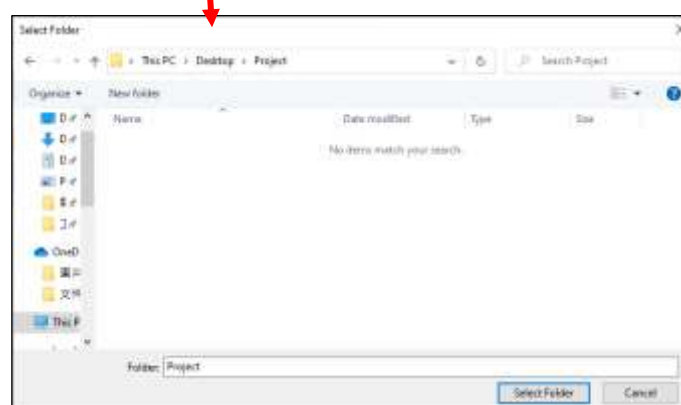 Select Folder
This PC › Desktop › Project
Search Project
Organize
New folder
Name
Date modified
Type
Size
No items match your search.
D
D
D
P
OneD
文件
This P
Folder: Project
Select Folder
Cancel